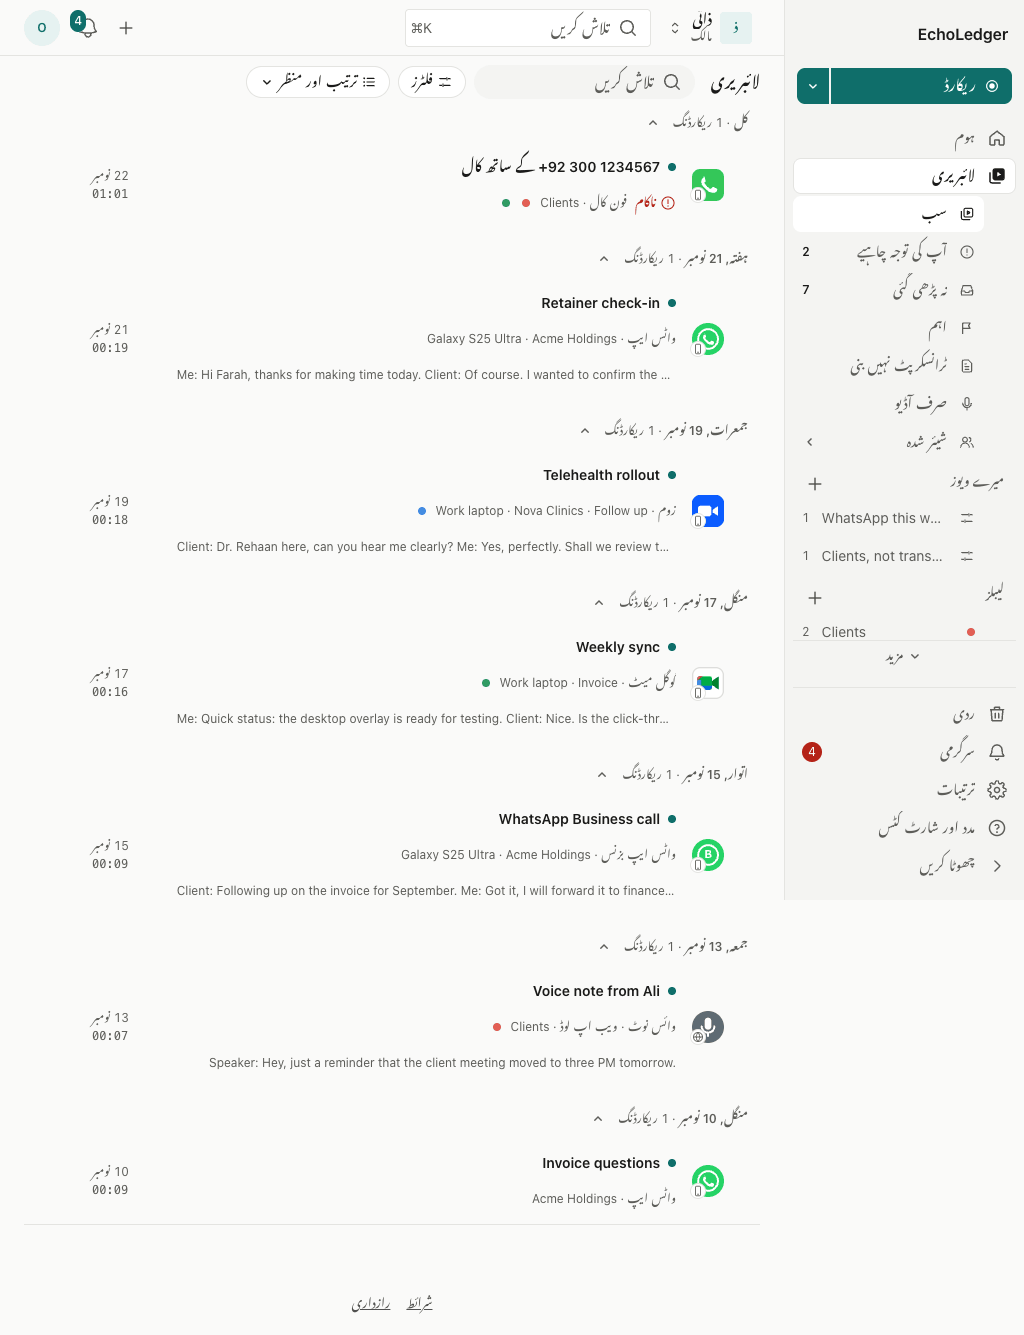 EchoLedger
ریکارڈ
ہوم
لائبریری
سب
آپ کی توجہ چاہیے 2
نہ پڑھی گئی 7
اہم
ٹرانسکرپٹ نہیں بنی
صرف آڈیو
شیئر شدہ
میرے ویوز
WhatsApp this w... 1
Clients, not trans... 1
لیبلز
Clients 2
مزید
ردی
سرگرمی 4
ترتیبات
مدد اور شارٹ کٹس
چھوٹا کریں
ذ ذاتی
مالک
تلاش کریں ⌘K
4
O
لائبریری
تلاش کریں
فلٹرز
ترتیب اور منظر
کل · 1 ریکارڈنگ
+92 300 1234567 کے ساتھ کال
ناکام فون کال · Clients
22 نومبر
01:01
ہفتہ, 21 نومبر · 1 ریکارڈنگ
Retainer check-in
واٹس ایپ · Galaxy S25 Ultra · Acme Holdings
21 نومبر
00:19
Me: Hi Farah, thanks for making time today. Client: Of course. I wanted to confirm the ...
جمعرات, 19 نومبر · 1 ریکارڈنگ
Telehealth rollout
زوم · Work laptop · Nova Clinics · Follow up
19 نومبر
00:18
Client: Dr. Rehaan here, can you hear me clearly? Me: Yes, perfectly. Shall we review t...
منگل, 17 نومبر · 1 ریکارڈنگ
Weekly sync
گوگل میٹ · Work laptop · Invoice
17 نومبر
00:16
Me: Quick status: the desktop overlay is ready for testing. Client: Nice. Is the click-thr...
اتوار, 15 نومبر · 1 ریکارڈنگ
WhatsApp Business call
واٹس ایپ بزنس · Galaxy S25 Ultra · Acme Holdings
15 نومبر
00:09
Client: Following up on the invoice for September. Me: Got it, I will forward it to finance...
جمعہ, 13 نومبر · 1 ریکارڈنگ
Voice note from Ali
وائس نوٹ · ویب اپ لوڈ · Clients
13 نومبر
00:07
Speaker: Hey, just a reminder that the client meeting moved to three PM tomorrow.
منگل, 10 نومبر · 1 ریکارڈنگ
Invoice questions
واٹس ایپ · Acme Holdings
10 نومبر
00:09
شرائط رازداری